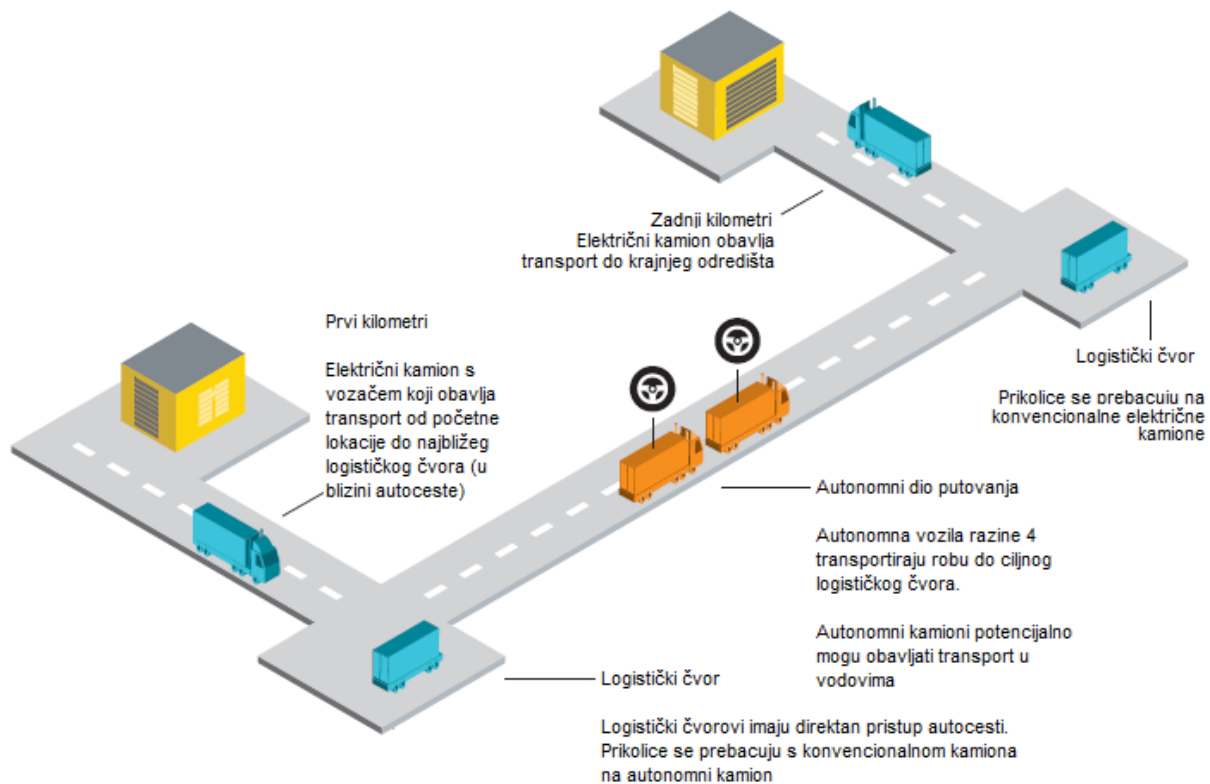 Zadnji kilometri
Električni kamion obavlja
transport do krajnjeg odredišta
Prvi kilometri
Električni kamion s
vozačem koji obavlja
transport od početne
lokacije do najbližeg
logističkog čvora (u
blizini autoceste)
Logistički čvor
Prikolice se prebacuju na
konvencionalne električne
kamione
Autonomni dio putovanja
Autonomna vozila razine 4
transportiraju robu do ciljnog
logističkog čvora.
Autonomni kamioni potencijalno
mogu obavljati transport u
vodovima
Logistički čvor
Logistički čvorovi imaju direktan pristup autocesti.
Prikolice se prebacuju s konvencionalnom kamiona
na autonomni kamion